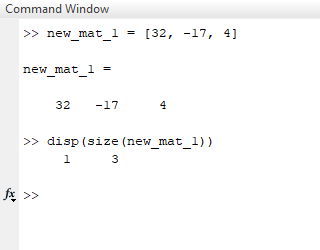 Command Window
>> new_mat_1 = [32, -17, 4]
new_mat_1 =
32 -17 4
>> disp(size(new_mat_1))
1 3
fx >>